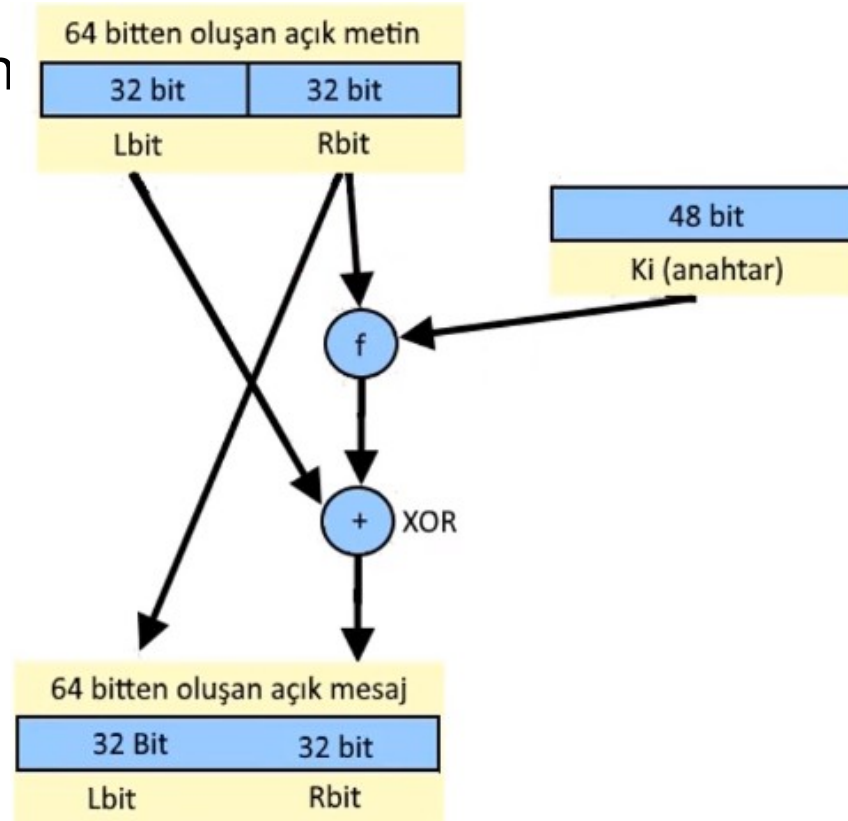 64 bitten oluşan açık metin
32 bit 32 bit
Lbit Rbit
48 bit
Ki (anahtar)
f
+ XOR
64 bitten oluşan açık mesaj
32 Bit 32 bit
Lbit Rbit